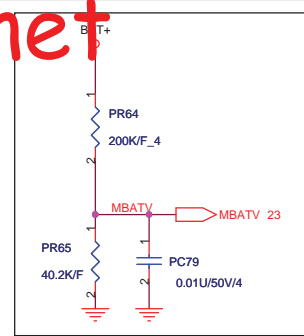 net
BAT+
1
PR64
200K/F_4
2
MBATV
MBATV 23
1
PR65
40.2K/F
2
1
PC79
0.01U/50V/4
2